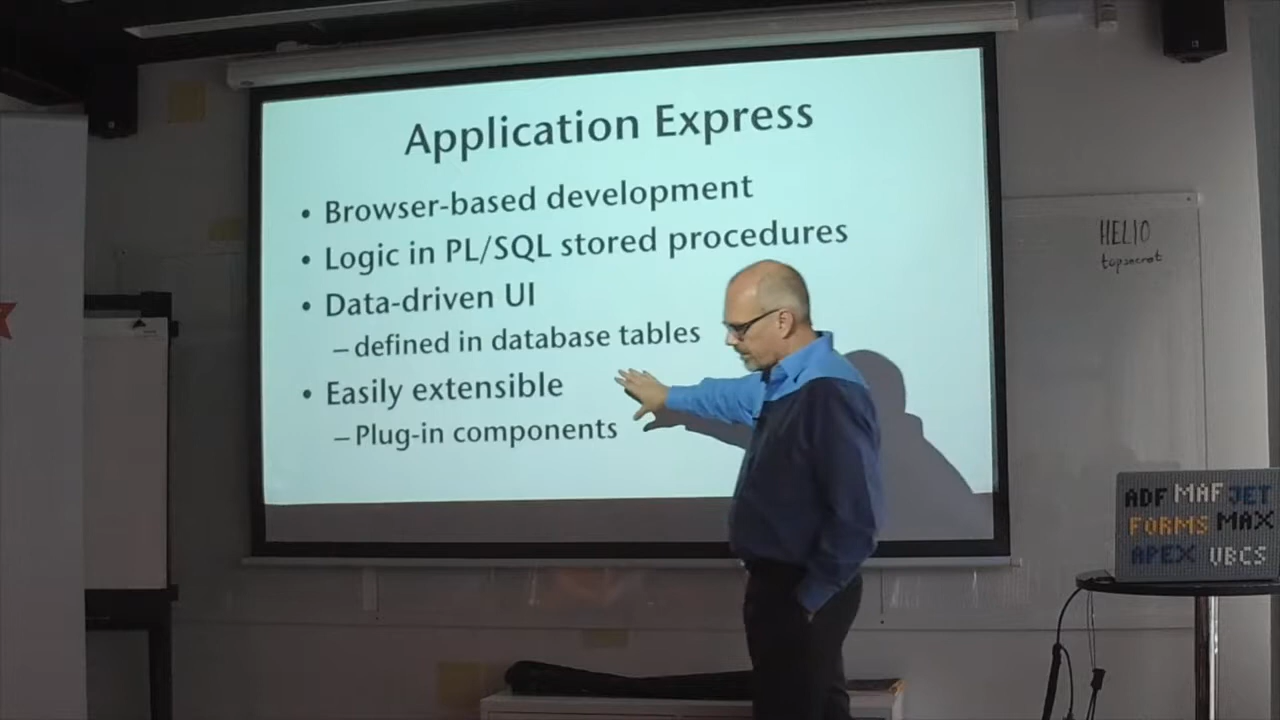 Application Express
• Browser-based development
• Logic in PL/SQL stored procedures
• Data-driven UI
– defined in database tables
• Easily extensible
– Plug-in components
HELIO
topsecret
ADF MAF JET
FORMS MAX
APEX VBCS